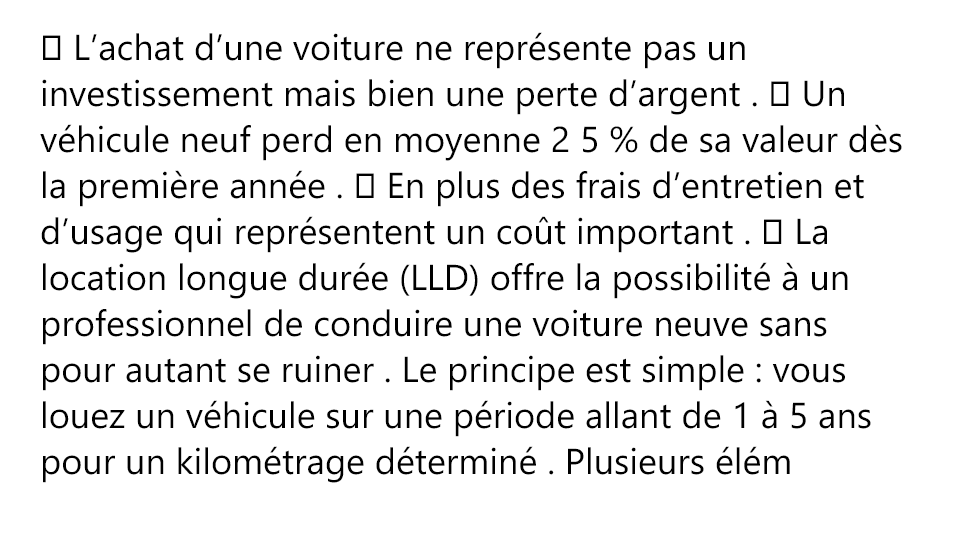 ▯ L’achat d’une voiture ne représente pas un
investissement mais bien une perte d’argent . ▯ Un
véhicule neuf perd en moyenne 2 5 % de sa valeur dès
la première année . ▯ En plus des frais d’entretien et
d’usage qui représentent un coût important . ▯ La
location longue durée (LLD) offre la possibilité à un
professionnel de conduire une voiture neuve sans
pour autant se ruiner . Le principe est simple : vous
louez un véhicule sur une période allant de 1 à 5 ans
pour un kilométrage déterminé . Plusieurs élém